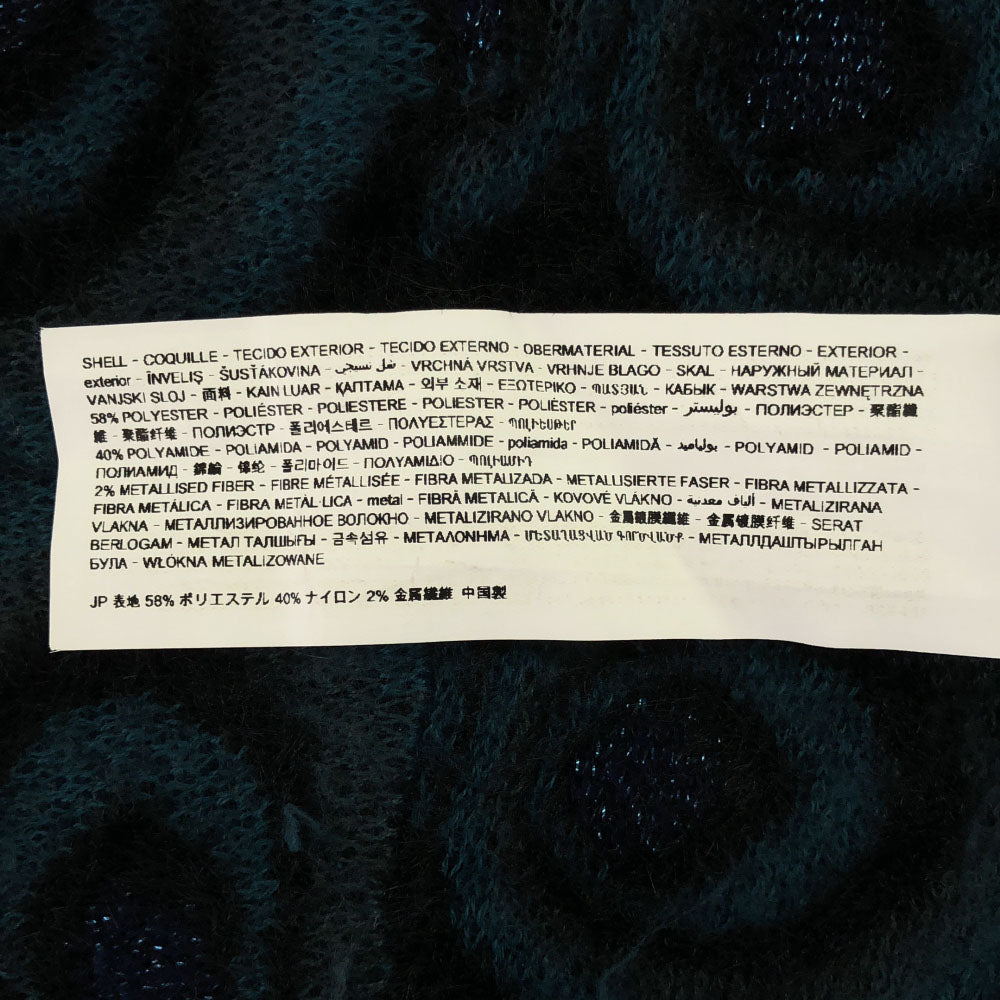 SHELL - COQUILLE - TECIDO EXTERIOR - TECIDO EXTERNO - OBERMATERIAL - TESSUTO ESTERNO - EXTERIOR -
exterior - ÎNVELIȘ - ŠUSŤÁKOVINA - شل نسيجي - VRCHNÁ VRSTVA - VRHNJE BLAGO - SKAL - НАРУЖНЫЙ МАТЕРИАЛ -
VANJSKI SLOJ - 面料 - KAIN LUAR - ҚАПТАМА - 외부 소재 - ΕΞΩΤΕΡΙΚΟ - ՊԱՏՅԱՆ - КАБЫК - WARSTWA ZEWNĘTRZNA
58% POLYESTER - POLIÉSTER - POLIESTERE - POLIESTER - POLIÉSTER - poliéster - بوليستر - ПОЛИЭСТЕР - 聚酯纖
維 - 聚酯纤维 - ПОЛИЭСТР - 폴리에스테르 - ΠΟΛΥΕΣΤΕΡΑΣ - ՊՈԼԻԵՍԹԵՐ
40% POLYAMIDE - POLIAMIDA - POLYAMID - POLIAMMIDE - poliamida - POLIAMIDĂ - بولياميد - POLYAMID - POLIAMID -
ПОЛИАМИД - 錦綸 - 锦纶 - 폴리마이드 - ΠΟΛΥΑΜΙΔΙΟ - ՊՈԼԻԱՄԻԴ
2% METALLISED FIBER - FIBRE MÉTALLISÉE - FIBRA METALIZADA - METALLISIERTE FASER - FIBRA METALLIZZATA -
FIBRA METÁLICA - FIBRA METÀL·LICA - metal - FIBRĂ METALICĂ - KOVOVÉ VLÁKNO - ألياف معدنية - METALIZIRANA
VLAKNA - МЕТАЛЛИЗИРОВАННОЕ ВОЛОКНО - METALIZIRANO VLAKNO - 金屬鍍膜纖維 - 金属镀膜纤维 - SERAT
BERLOGAM - МЕТАЛ ТАЛШЫҒЫ - 금속섬유 - ΜΕΤΑΛΟΝΗΜΑ - ՄԵՏԱՂԱՑՎԱԾ ԳՈՒՄՎԱԾՔ - МЕТАЛЛДАШТЫРЫЛГАН
БУЛА - WŁÓKNA METALIZOWANE
JP 表地 58% ポリエステル 40% ナイロン 2% 金属繊維 中国製